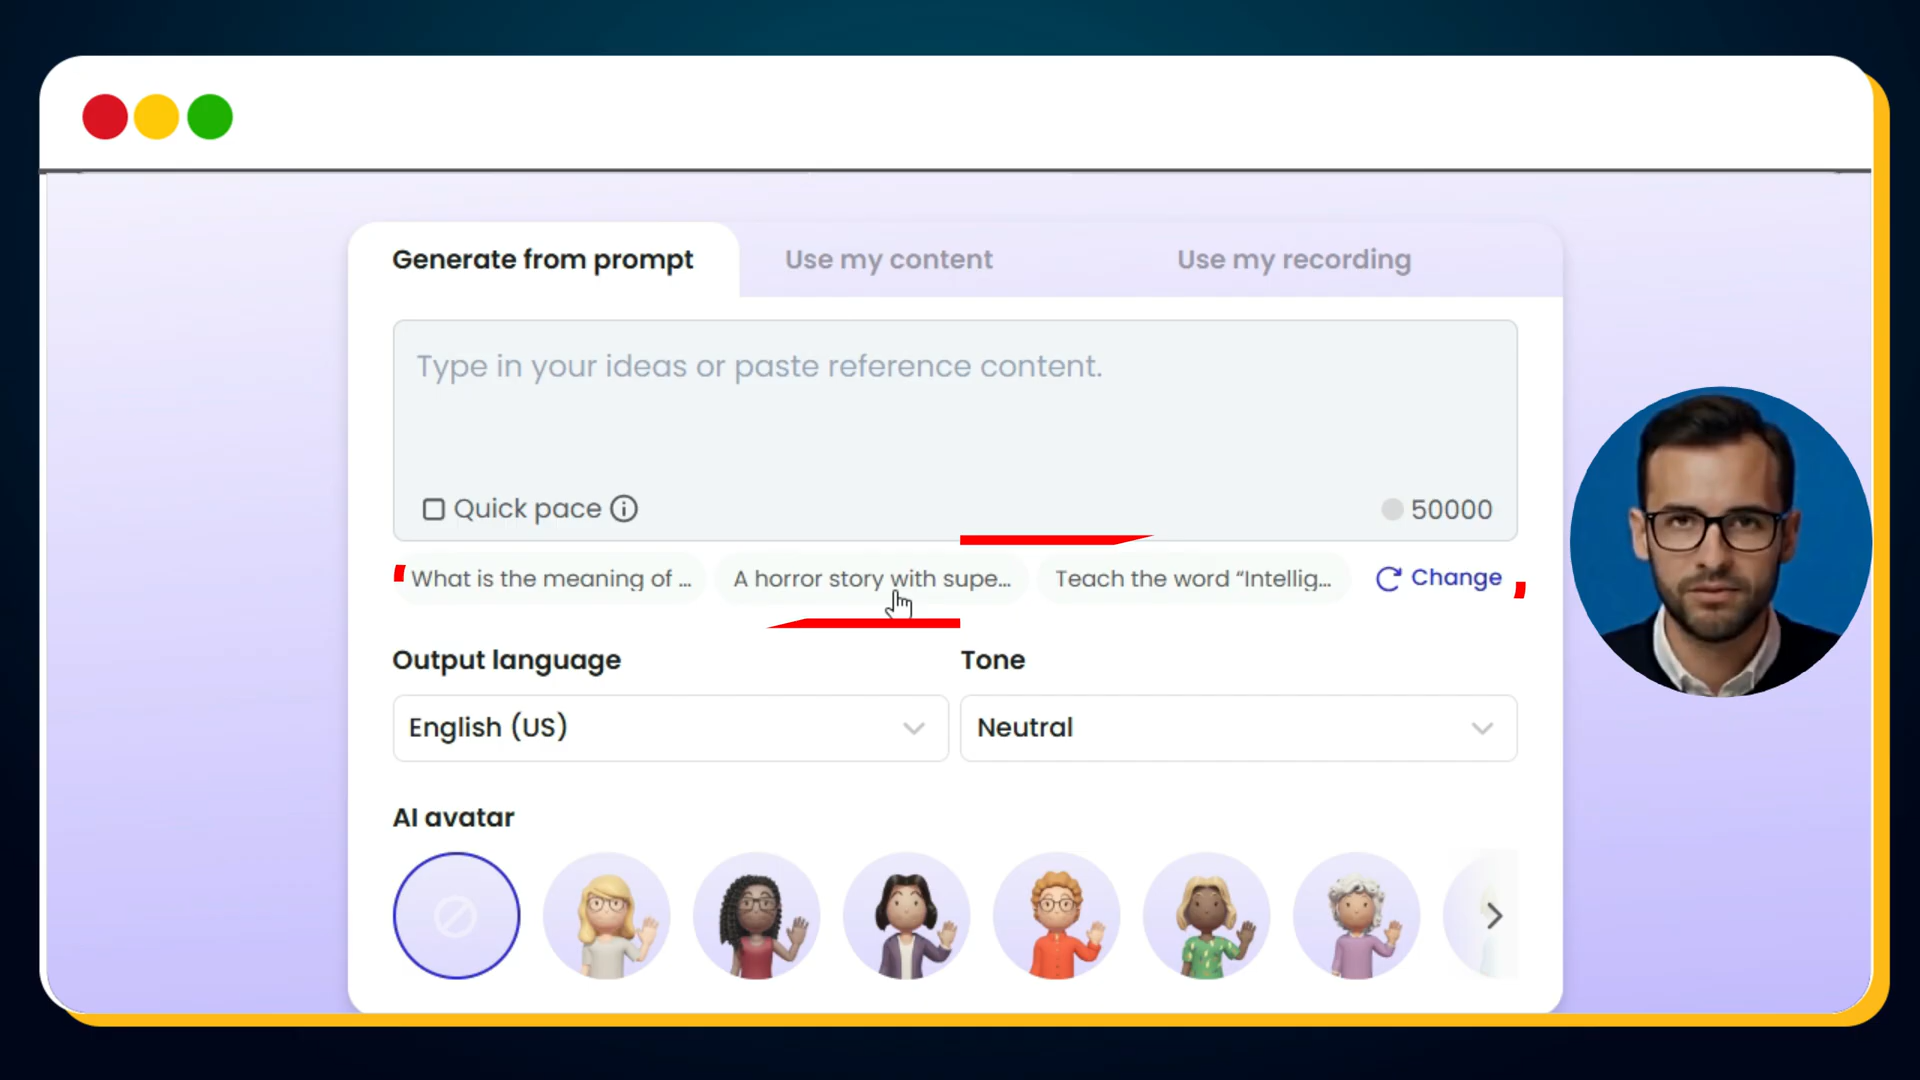 Generate from prompt
Use my content
Use my recording
Type in your ideas or paste reference content.
Quick pace
50000
What is the meaning of ...
A horror story with supe...
Teach the word “Intellig...
Change
Output language
Tone
English (US)
Neutral
AI avatar